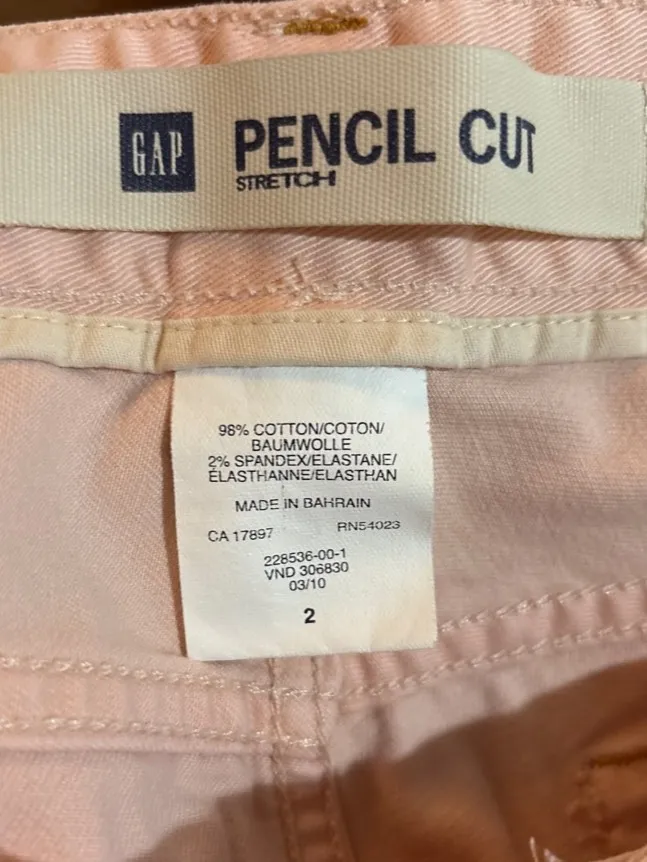 GAP PENCIL CUT
STRETCH
98% COTTON/COTON/
BAUMWOLLE
2% SPANDEX/ELASTANE/
ÉLASTHANNE/ELASTHAN
MADE IN BAHRAIN
CA 17897 RN54023
228536-00-1
VND 306830
03/10
2